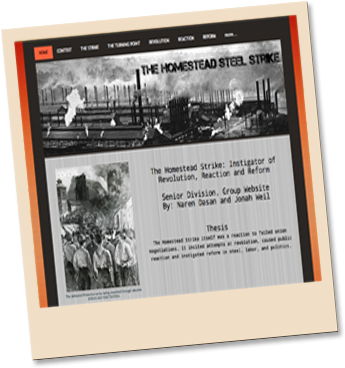 HOME CONTEXT THE STRIKE THE TURNING POINT REVOLUTION REACTION REFORM more...
THE HOMESTEAD STEEL STRIKE
The Homestead Strike: Instigator of
Revolution, Reaction and Reform
Senior Division, Group Website
By: Naren Dasan and Jonah Weil
Thesis
The Homestead Strike itself was a reaction to failed union
negotiations. It incited attempts at revolution, caused public
reaction and instigated reform in steel, labor, and politics.